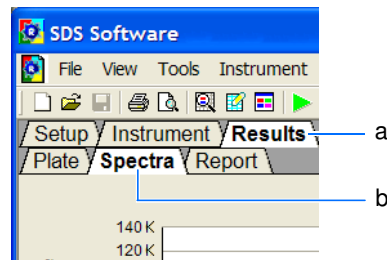 SDS Software
File View Tools Instrument
Setup Instrument Results a
Plate Spectra Report
b
140 K
120 K